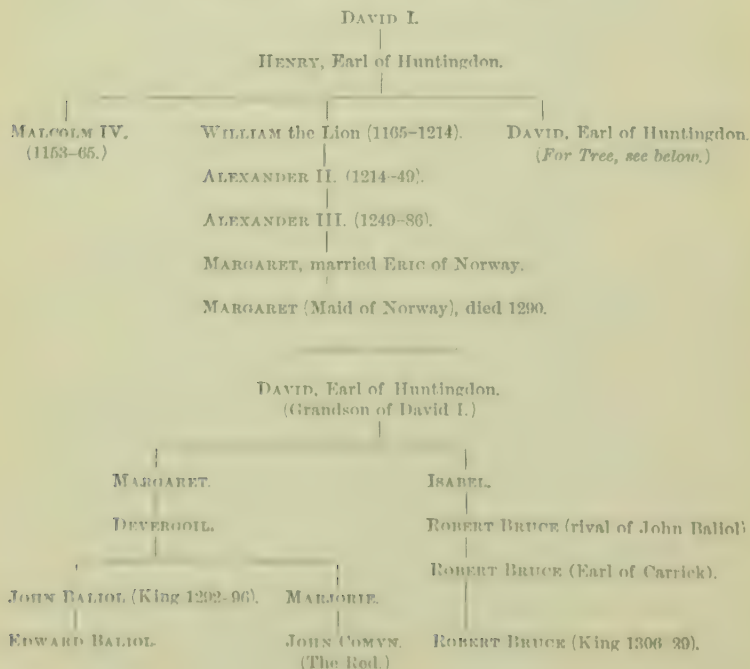 DAVID I.
HENRY, Earl of Huntingdon.
MALCOLM IV. WILLIAM the Lion (1165-1214). DAVID, Earl of Huntingdon.
(1153-65.) (For Tree, see below.)
ALEXANDER II. (1214-49).
ALEXANDER III. (1249-86).
MARGARET, married ERIC of Norway.
MARGARET (Maid of Norway), died 1290.
DAVID, Earl of Huntingdon.
(Grandson of David I.)
MARGARET. ISABEL.
DEVERGOIL. ROBERT BRUCE (rival of John Baliol)
ROBERT BRUCE (Earl of Carrick).
JOHN BALIOL (King 1292-96). MARJORIE.
EDWARD BALIOL. JOHN COMYN. ROBERT BRUCE (King 1306-29).
(The Red.)